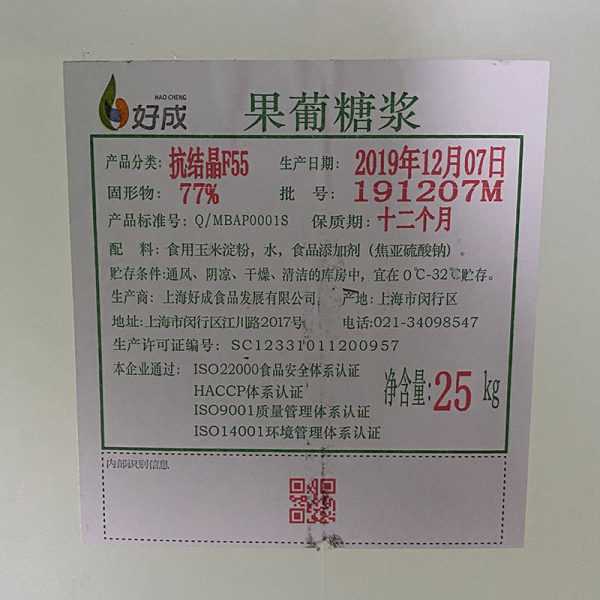 HAO CHENG
好成
果葡糖浆
产品分类: 抗结晶F55 生产日期: 2019年12月07日
固形物: 77% 批 号: 191207M
产品标准号: Q/MBAP0001S 保质期: 十二个月
配 料: 食用玉米淀粉, 水, 食品添加剂 (焦亚硫酸钠)。
贮存条件:通风、阴凉、干燥、清洁的库房中, 宜在 0℃-32℃贮存。
生产商: 上海好成食品发展有限公司 产地: 上海市闵行区
地址:上海市闵行区江川路2017号 电话:021-34098547
生产许可证编号: SC12331011200957
本企业通过: ISO22000食品安全体系认证
HACCP体系认证
ISO9001质量管理体系认证
ISO14001环境管理体系认证
净含量:25 kg
内部识别信息